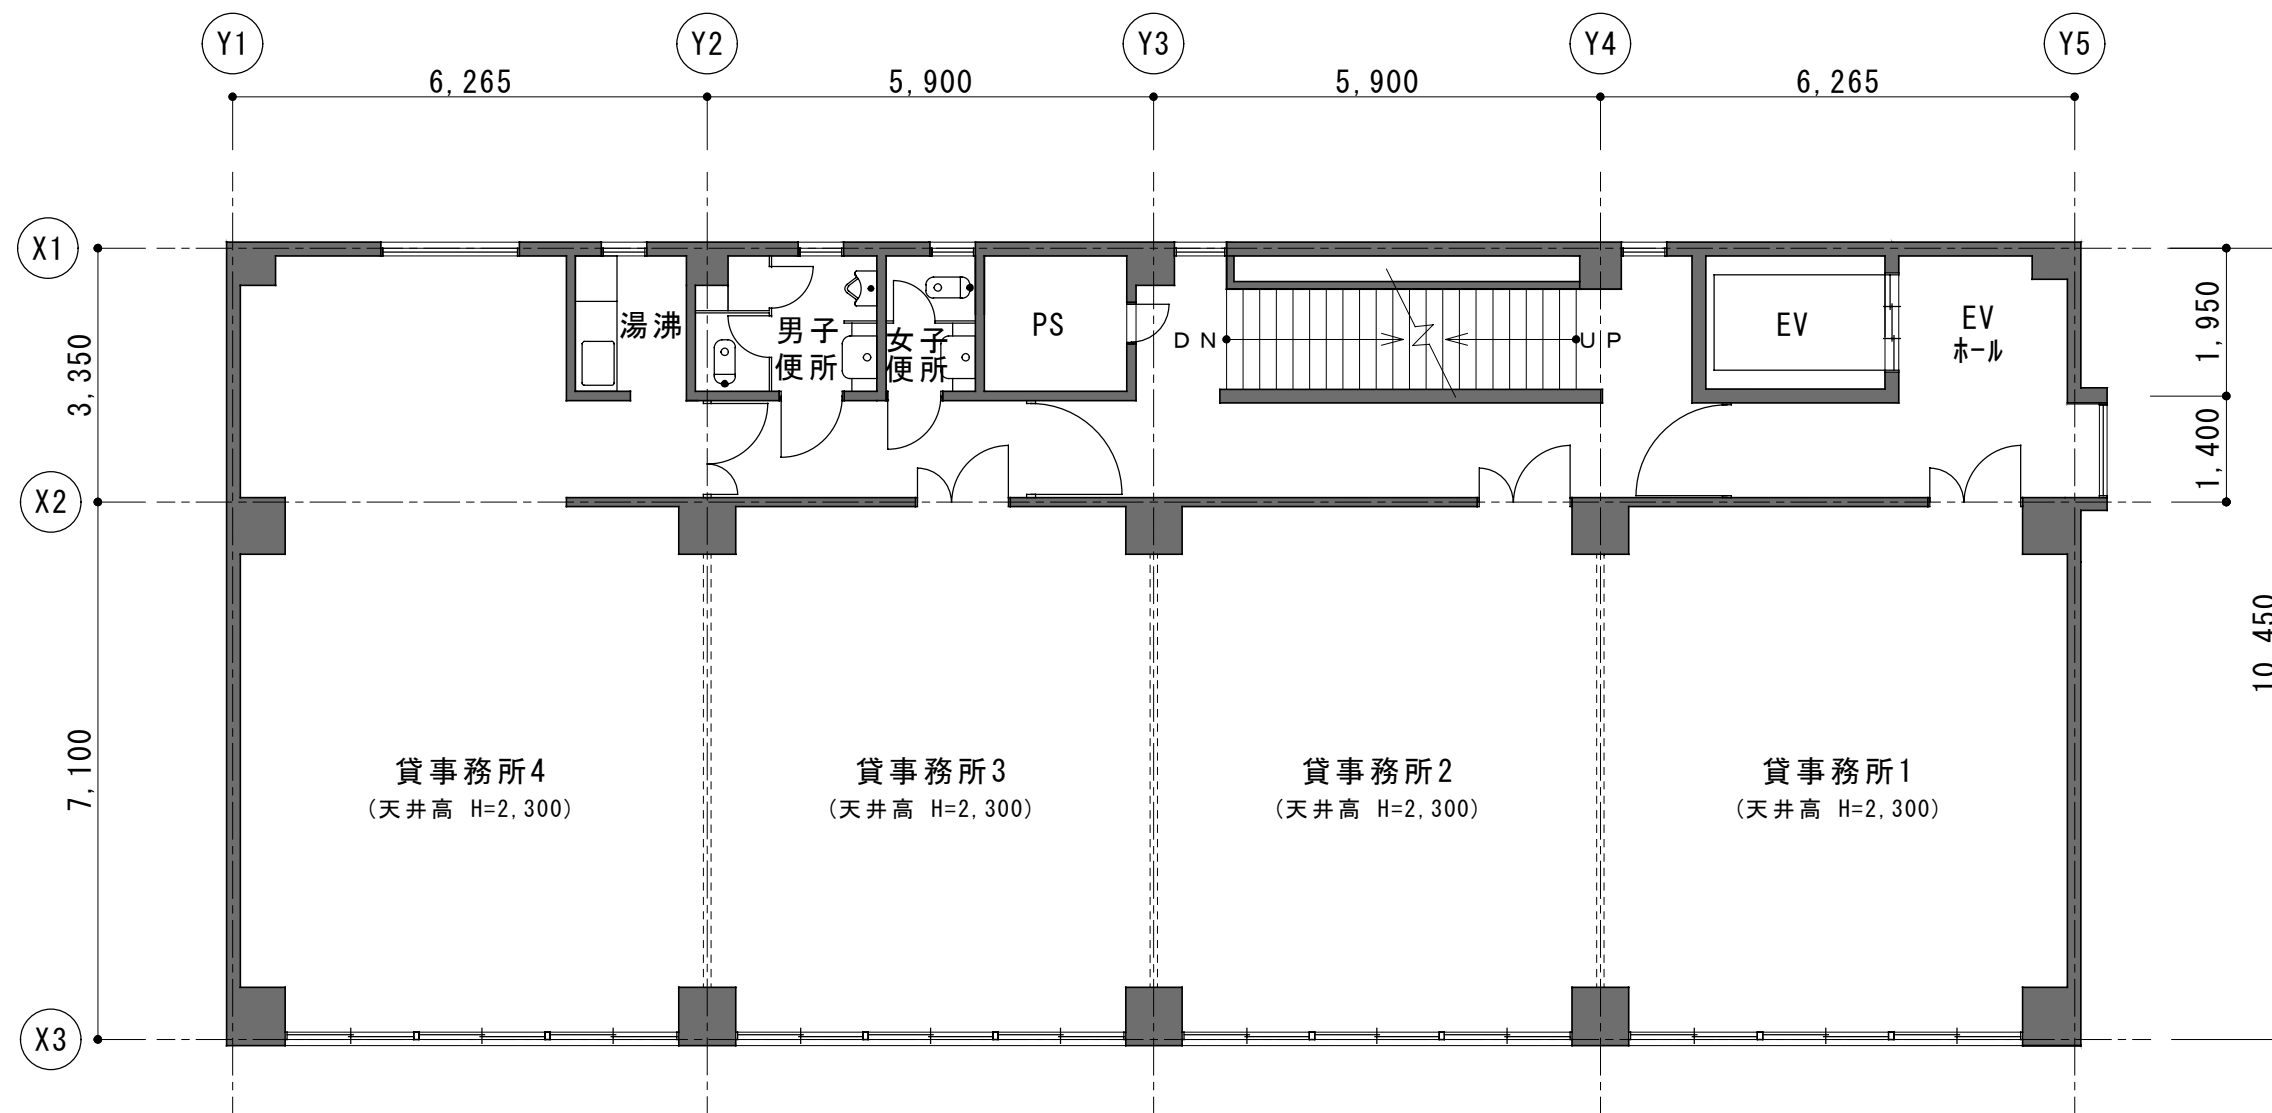 Y1
Y2
Y3
Y4
Y5
6,265
5,900
5,900
6,265
X1
X2
X3
3,350
7,100
1,950
1,400
10,450
湯沸
男子
便所
女子
便所
PS
DN
UP
EV
EV
ﾎｰﾙ
貸事務所4
(天井高 H=2,300)
貸事務所3
(天井高 H=2,300)
貸事務所2
(天井高 H=2,300)
貸事務所1
(天井高 H=2,300)